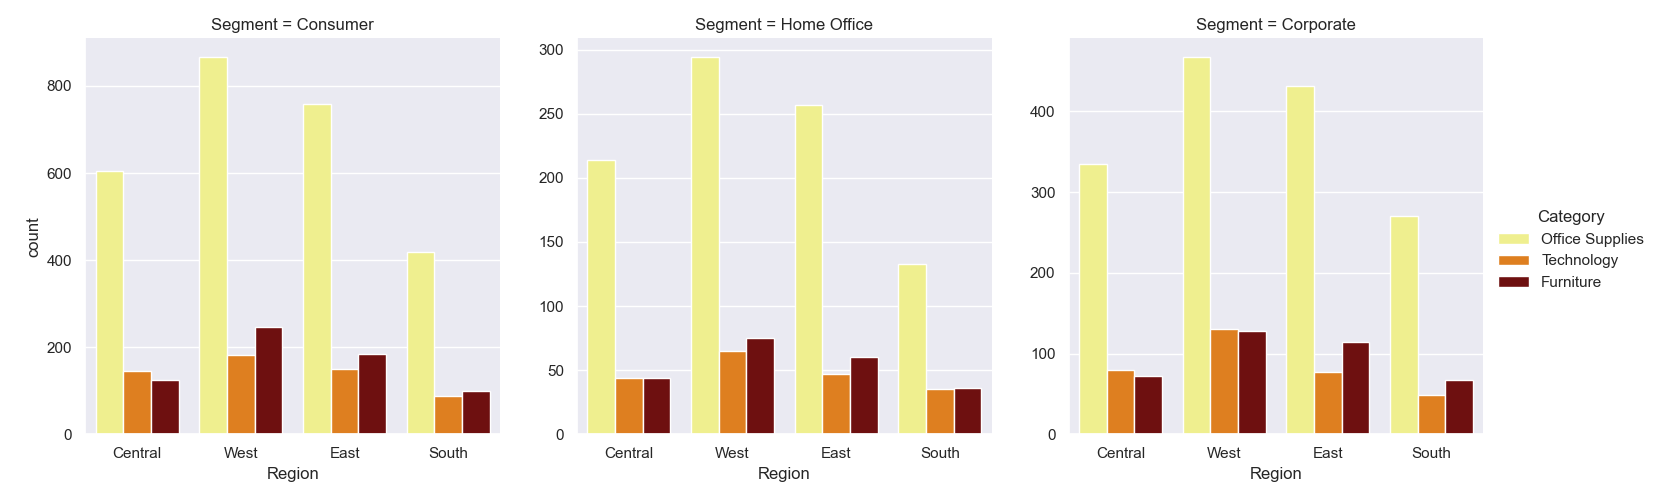 Segment = Consumer
count
800
600
400
200
0
Central West East South
Region
Segment = Home Office
300
250
200
150
100
50
0
Central West East South
Region
Segment = Corporate
400
300
200
100
0
Central West East South
Region
Category
Office Supplies
Technology
Furniture